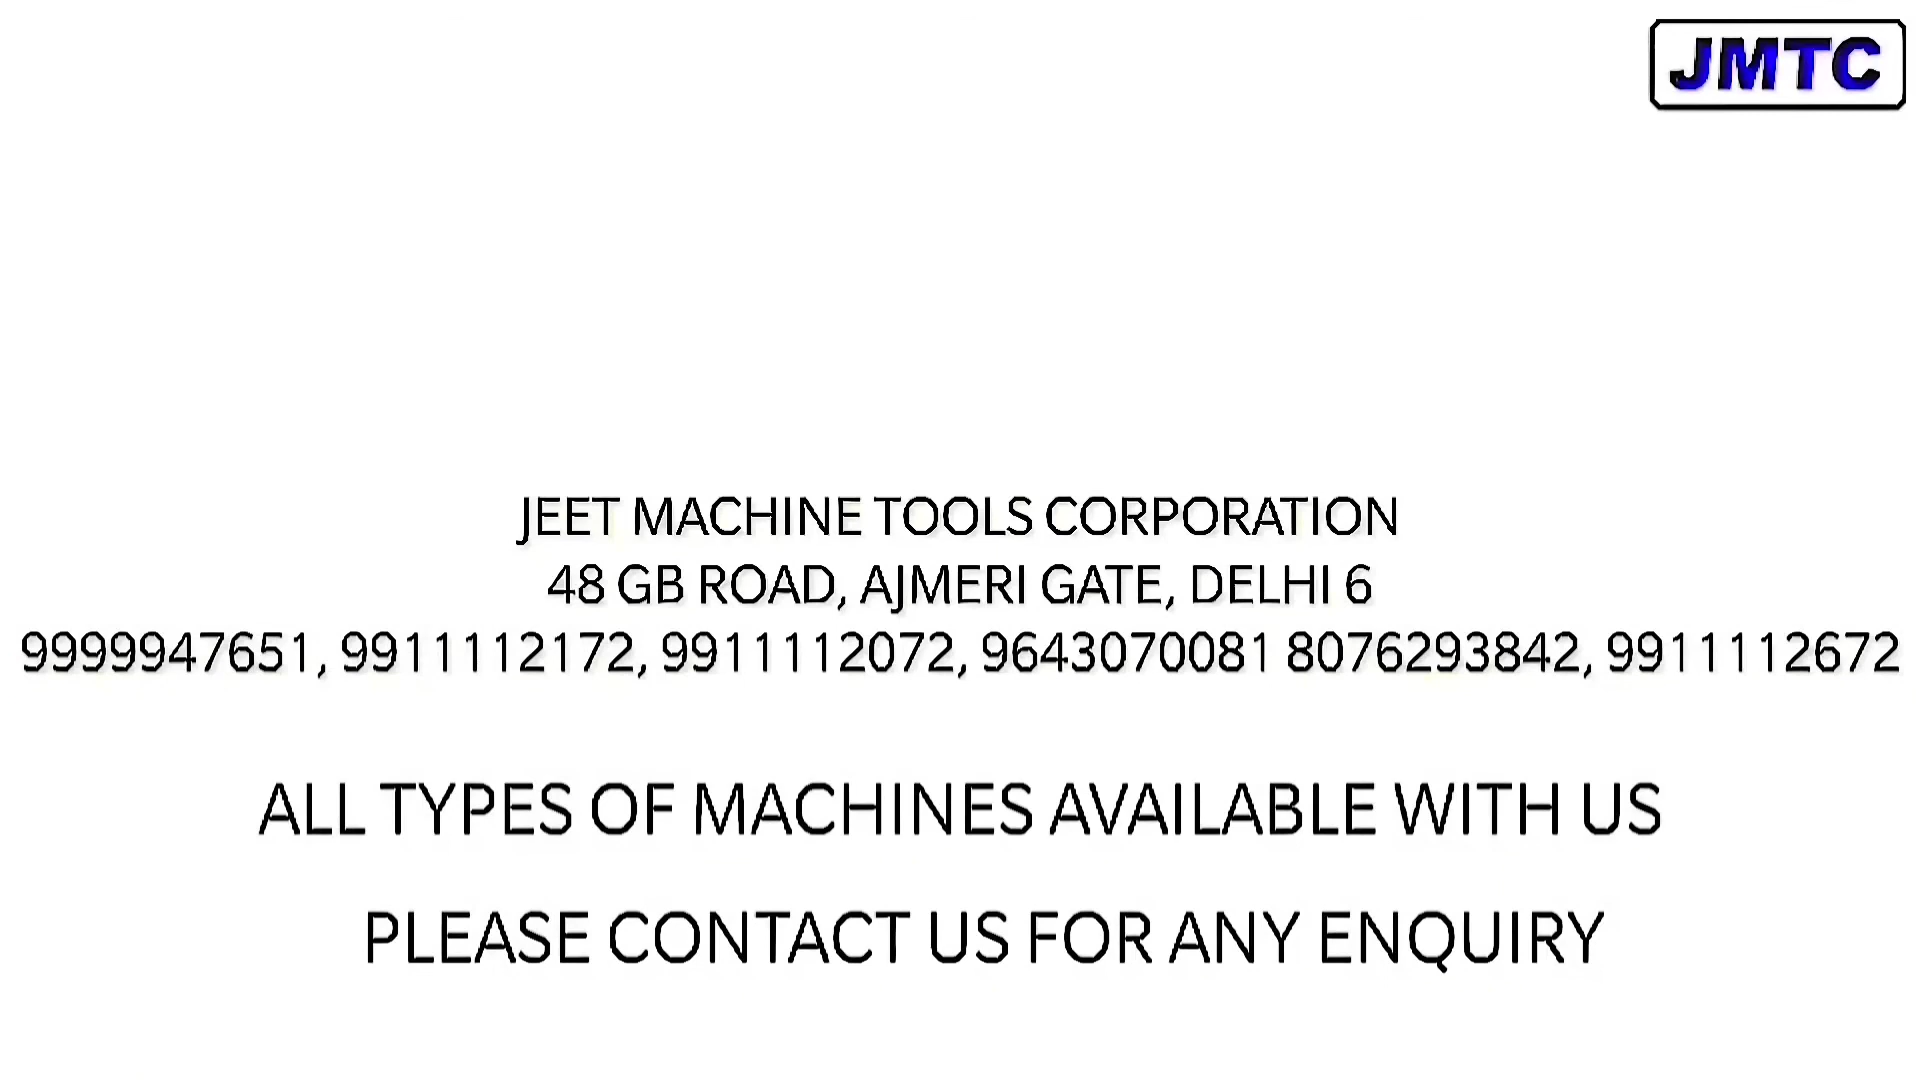 JMTC
JEET MACHINE TOOLS CORPORATION
48 GB ROAD, AJMERI GATE, DELHI 6
9999947651, 9911112172, 9911112072, 9643070081 8076293842, 9911112672
ALL TYPES OF MACHINES AVAILABLE WITH US
PLEASE CONTACT US FOR ANY ENQUIRY